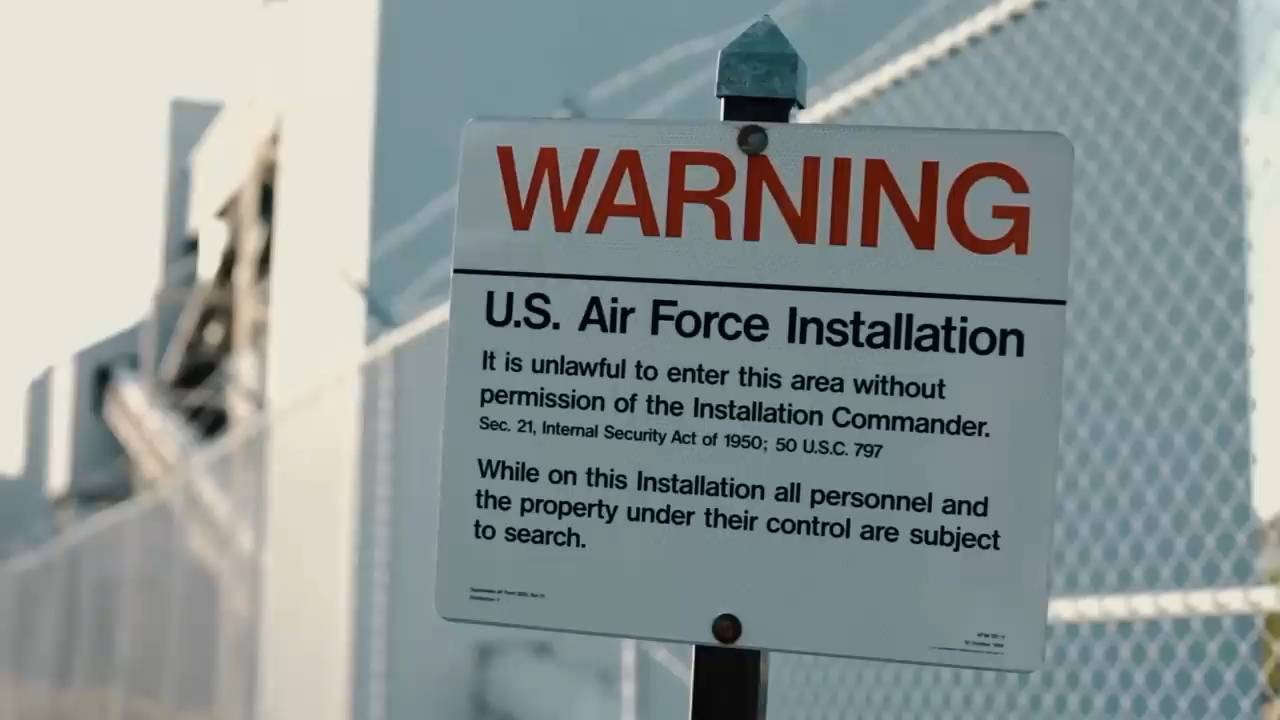 WARNING
U.S. Air Force Installation
It is unlawful to enter this area without
permission of the Installation Commander.
Sec. 21, Internal Security Act of 1950; 50 U.S.C. 797
While on this Installation all personnel and
the property under their control are subject
to search.